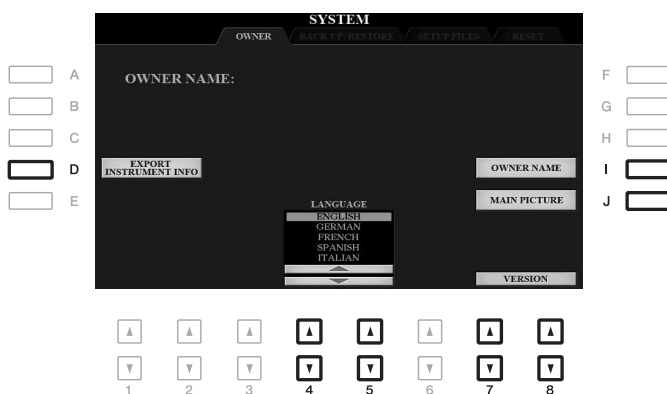 SYSTEM
OWNER BACK UP/RESTORE SETUP FILES RESET
A OWNER NAME: F
B G
C H
D EXPORT INSTRUMENT INFO OWNER NAME I
E MAIN PICTURE J
LANGUAGE
ENGLISH
GERMAN
FRENCH
SPANISH
ITALIAN
VERSION
1 2 3 4 5 6 7 8